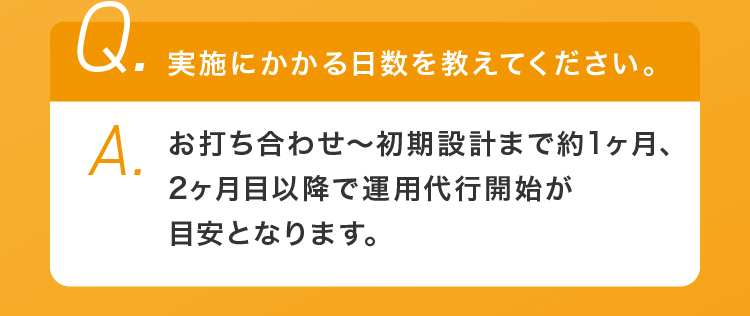 Q. 実施にかかる日数を教えてください。
A. お打ち合わせ〜初期設計まで約1ヶ月、
2ヶ月目以降で運用代行開始が
目安となります。